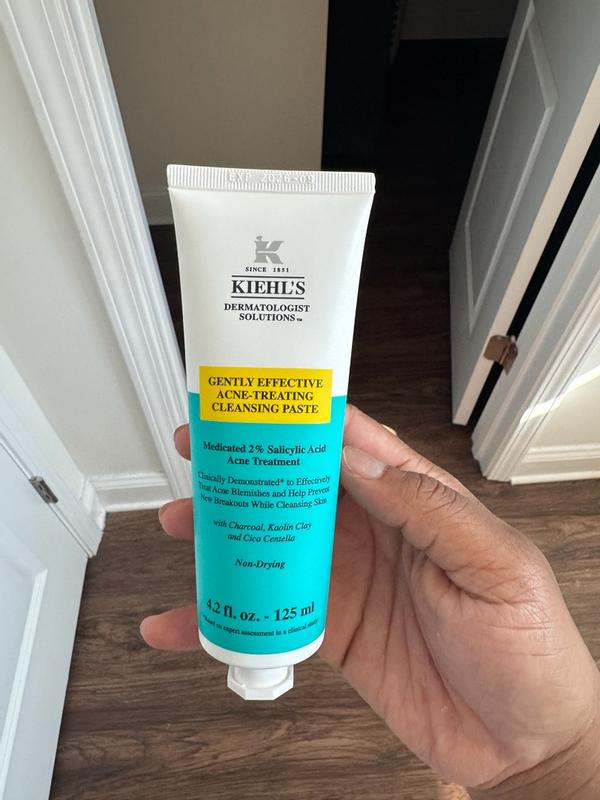 EXP 2026-03
K
SINCE 1851
KIEHL'S
DERMATOLOGIST
SOLUTIONS™
GENTLY EFFECTIVE
ACNE-TREATING
CLEANSING PASTE
Medicated 2% Salicylic Acid
Acne Treatment
Clinically Demonstrated* to Effectively
Treat Acne Blemishes and Help Prevent
New Breakouts While Cleansing Skin
with Charcoal, Kaolin Clay
and Cica Centella
Non-Drying
4.2 fl. oz. - 125 ml
*Based on expert assessment in a clinical study